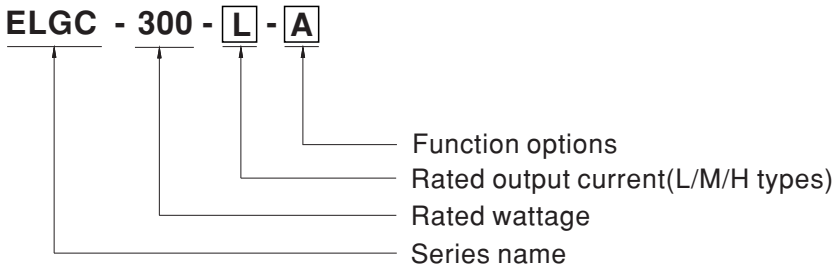 ELGC - 300 - L - A
Function options
Rated output current(L/M/H types)
Rated wattage
Series name